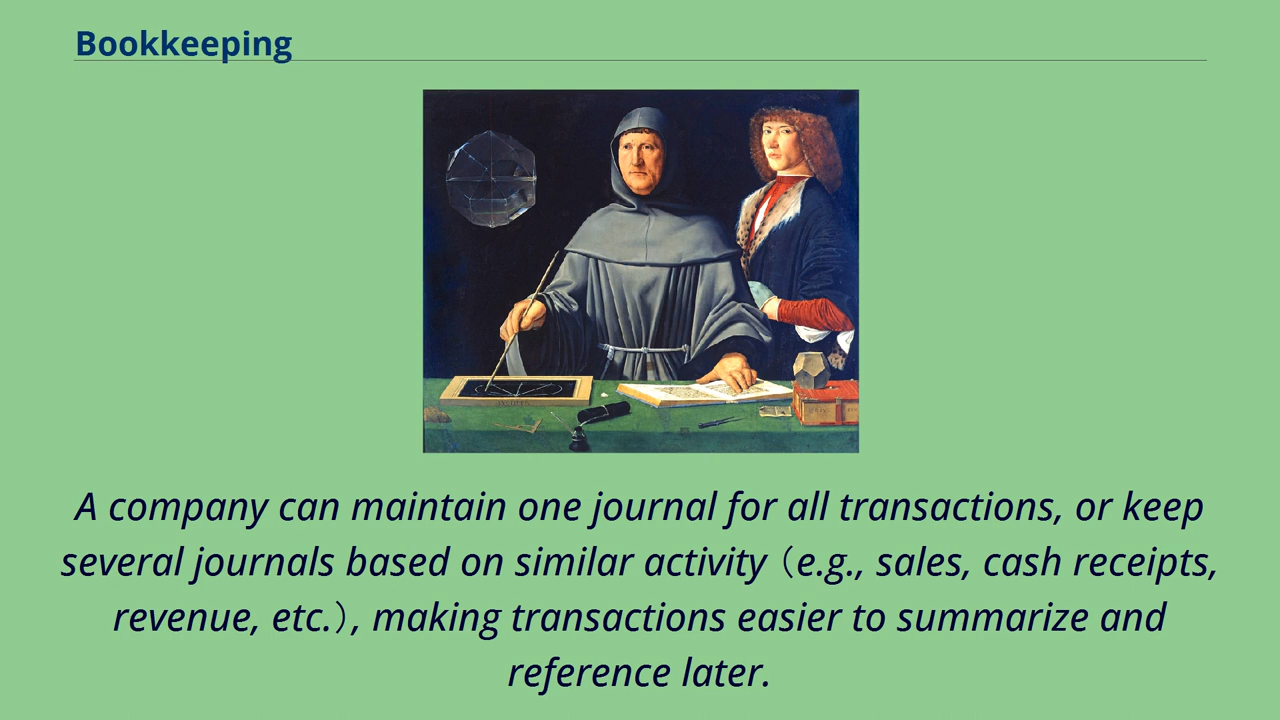 Bookkeeping
A company can maintain one journal for all transactions, or keep
several journals based on similar activity（e.g., sales, cash receipts,
revenue, etc.）, making transactions easier to summarize and
reference later.